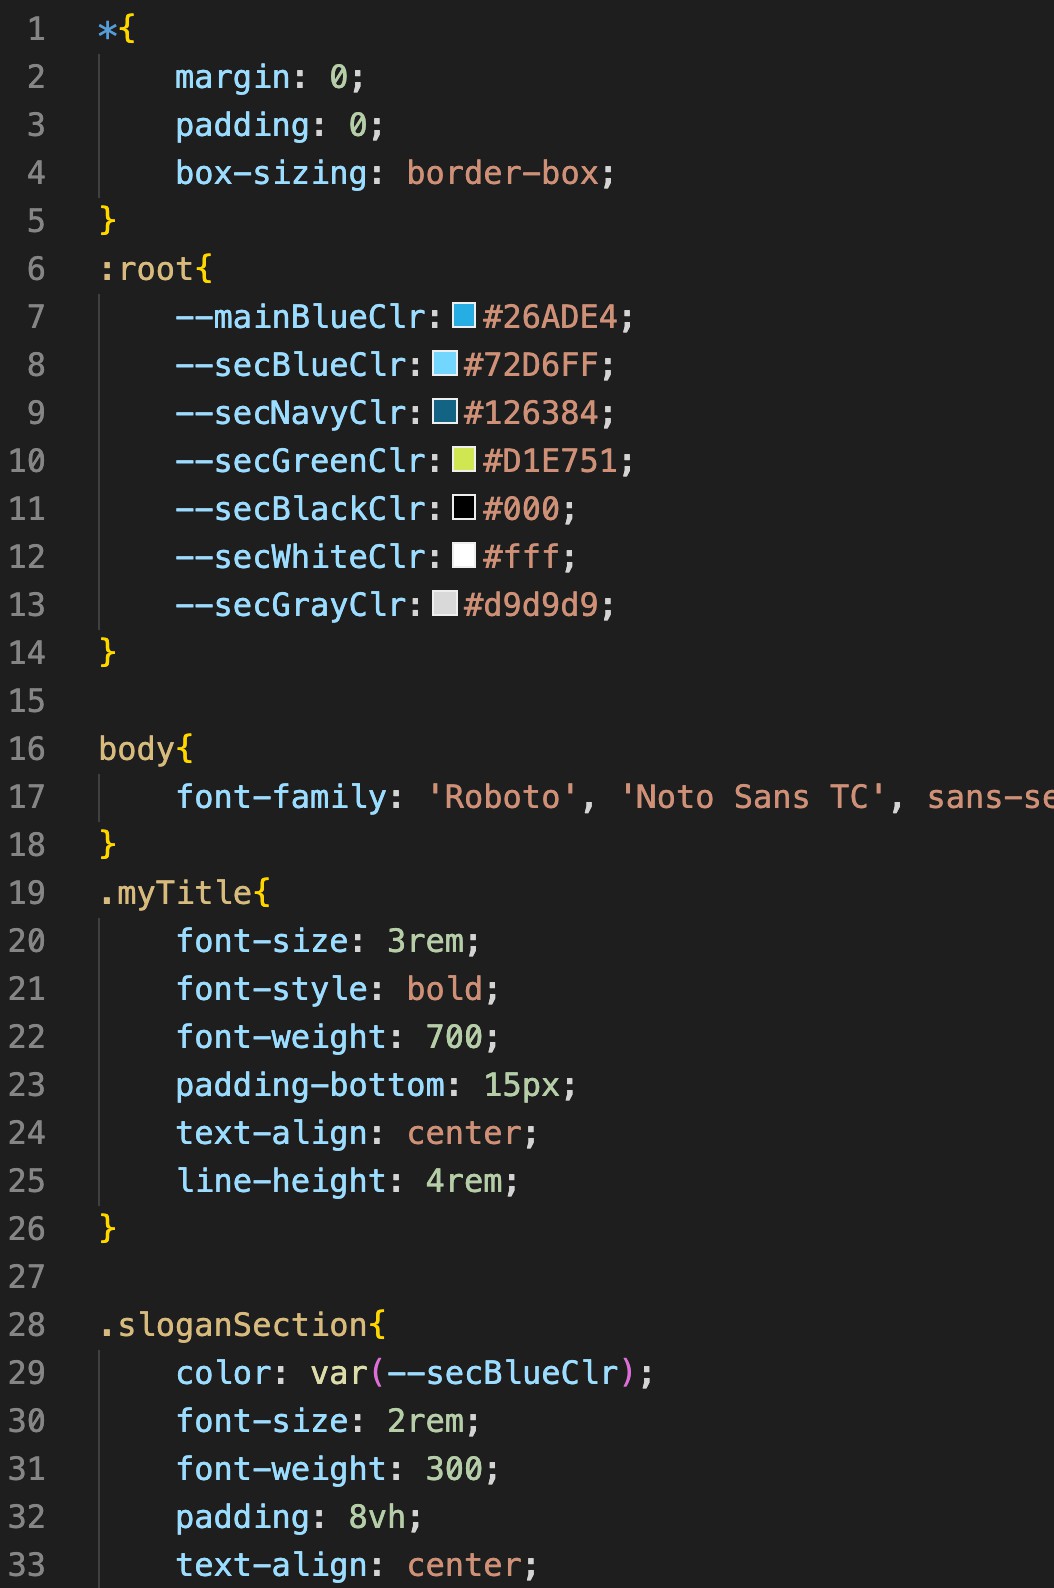 1 *{
2 margin: 0;
3 padding: 0;
4 box-sizing: border-box;
5 }
6 :root{
7 --mainBlueClr: #26ADE4;
8 --secBlueClr: #72D6FF;
9 --secNavyClr: #126384;
10 --secGreenClr: #D1E751;
11 --secBlackClr: #000;
12 --secWhiteClr: #fff;
13 --secGrayClr: #d9d9d9;
14 }
15
16 body{
17 font-family: 'Roboto', 'Noto Sans TC', sans-se
18 }
19 .myTitle{
20 font-size: 3rem;
21 font-style: bold;
22 font-weight: 700;
23 padding-bottom: 15px;
24 text-align: center;
25 line-height: 4rem;
26 }
27
28 .sloganSection{
29 color: var(--secBlueClr);
30 font-size: 2rem;
31 font-weight: 300;
32 padding: 8vh;
33 text-align: center;